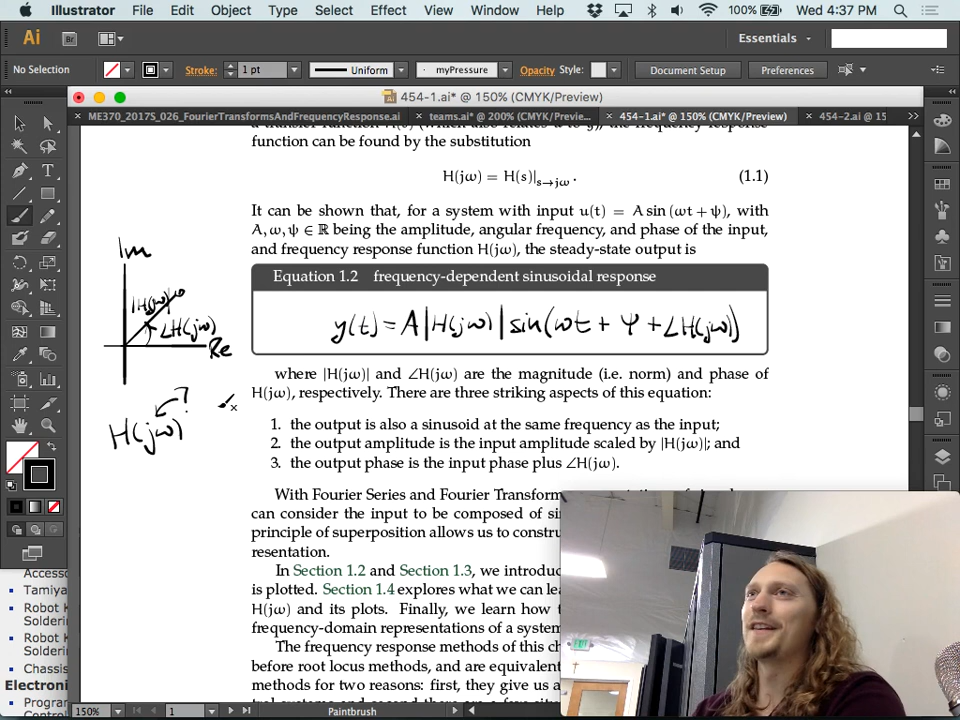 Illustrator File Edit Object Type Select Effect View Window Help 100% Wed 4:37 PM
Ai Br Essentials
No Selection Stroke: 1 pt Uniform myPressure Opacity Style: Document Setup Preferences
454-1.ai* @ 150% (CMYK/Preview)
ME370_2017S_026_FourierTransformsAndFrequencyResponse.ai teams.ai* @ 200% (CMYK/Previe... 454-1.ai* @ 150% (CMYK/Preview) 454-2.ai @ 15
function can be found by the substitution
H(jω) = H(s)|s→jω . (1.1)
It can be shown that, for a system with input u(t) = A sin (ωt + ψ), with
A, ω, ψ ∈ ℝ being the amplitude, angular frequency, and phase of the input,
and frequency response function H(jω), the steady-state output is
Im
|H(jω)|
∠H(jω)
Re
H(jω) ?
Equation 1.2 frequency-dependent sinusoidal response
y(t) = A |H(jω)| sin(ωt + ψ + ∠H(jω))
where |H(jω)| and ∠H(jω) are the magnitude (i.e. norm) and phase of
H(jω), respectively. There are three striking aspects of this equation:
1. the output is also a sinusoid at the same frequency as the input;
2. the output amplitude is the input amplitude scaled by |H(jω)|; and
3. the output phase is the input phase plus ∠H(jω).
With Fourier Series and Fourier Transform
can consider the input to be composed of
principle of superposition allows us to
resentation.
In Section 1.2 and Section 1.3, we
is plotted. Section 1.4 explores what we can
H(jω) and its plots. Finally, we learn how
frequency-domain representations of a system
The frequency response methods of this
before root locus methods, and are
methods for two reasons: first, they give us a
Tamiya
Robot K
Solderin
Robot K
Solderin
Chassis
Electroni
Progra
150% 1 Paintbrush